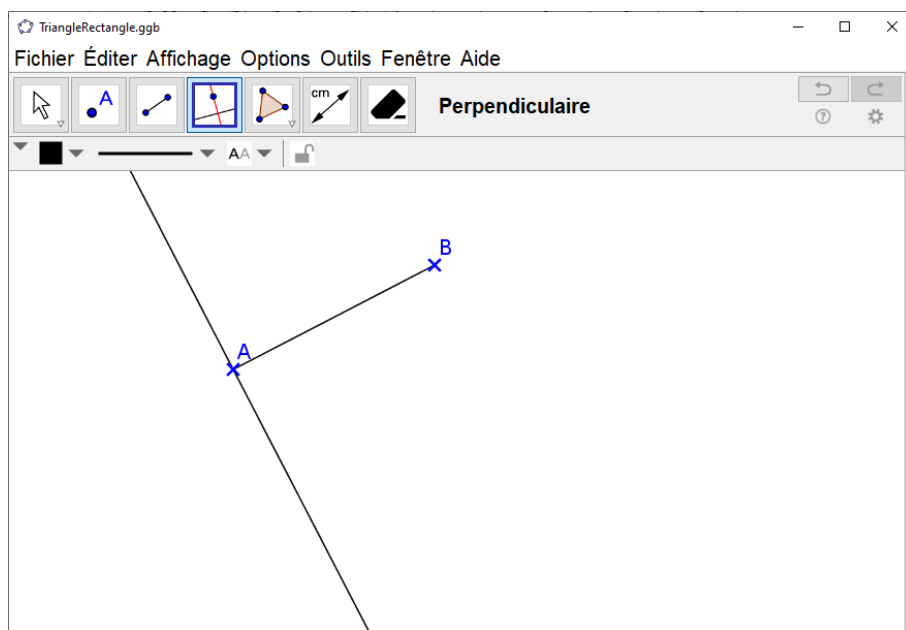 TriangleRectangle.ggb
Fichier Éditer Affichage Options Outils Fenêtre Aide
A cm Perpendiculaire
AA
B
A